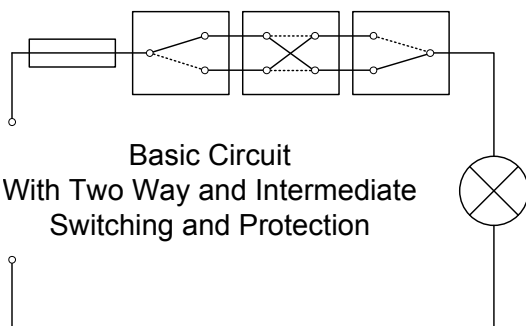 Basic Circuit
With Two Way and Intermediate
Switching and Protection